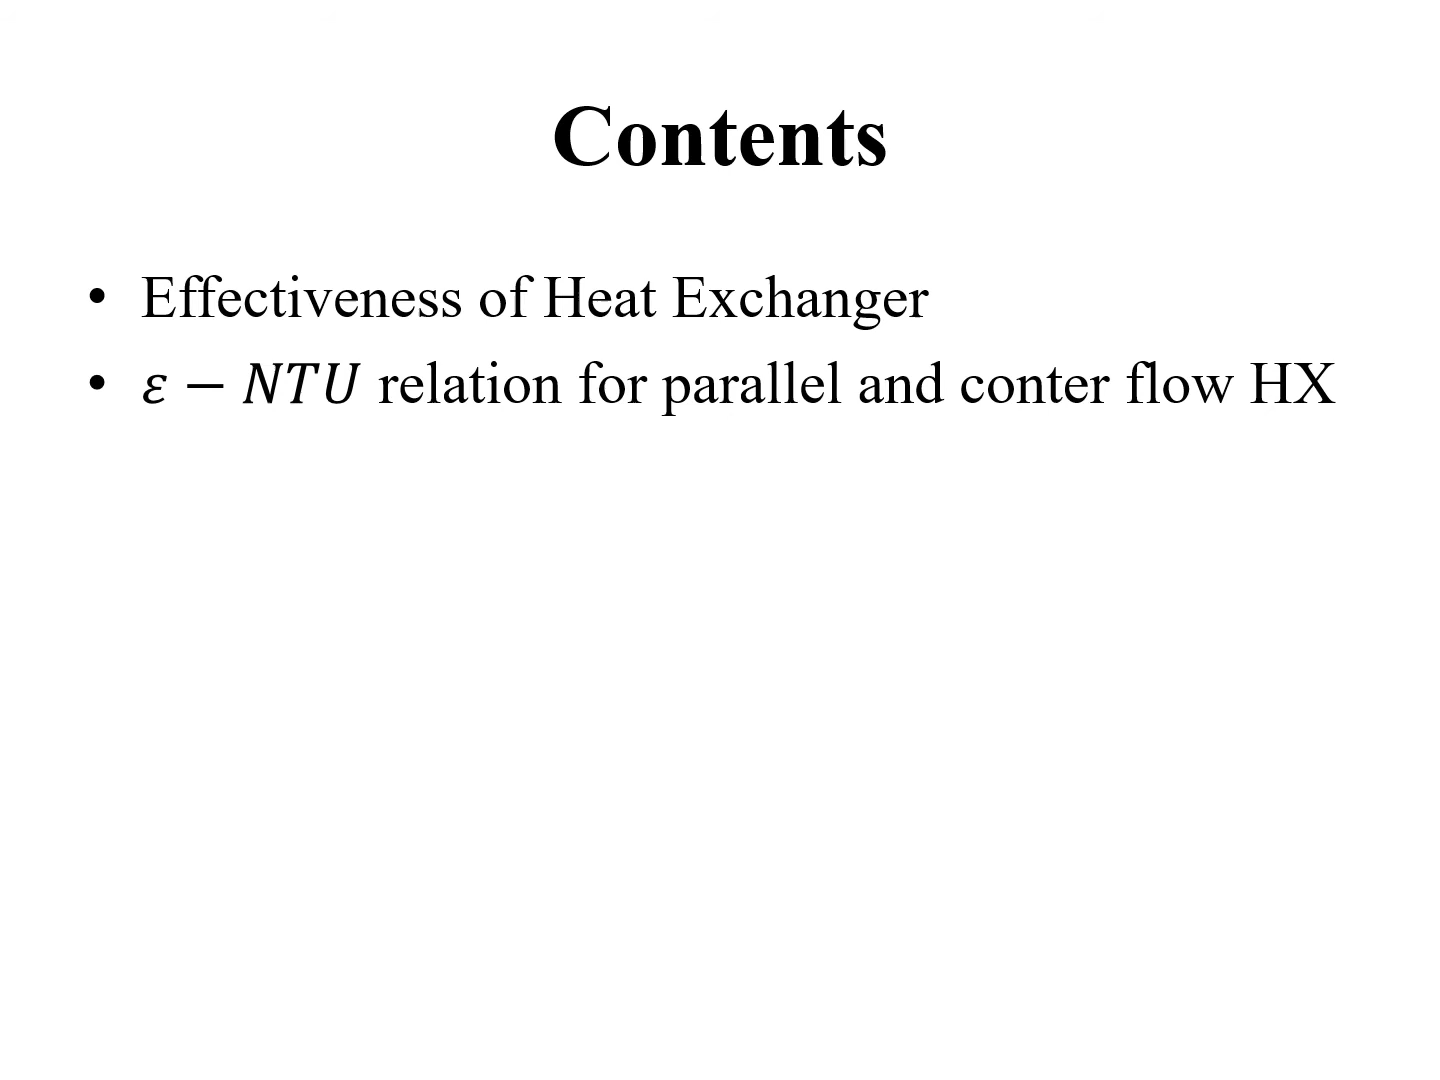 Contents
• Effectiveness of Heat Exchanger
• ε − NTU relation for parallel and conter flow HX